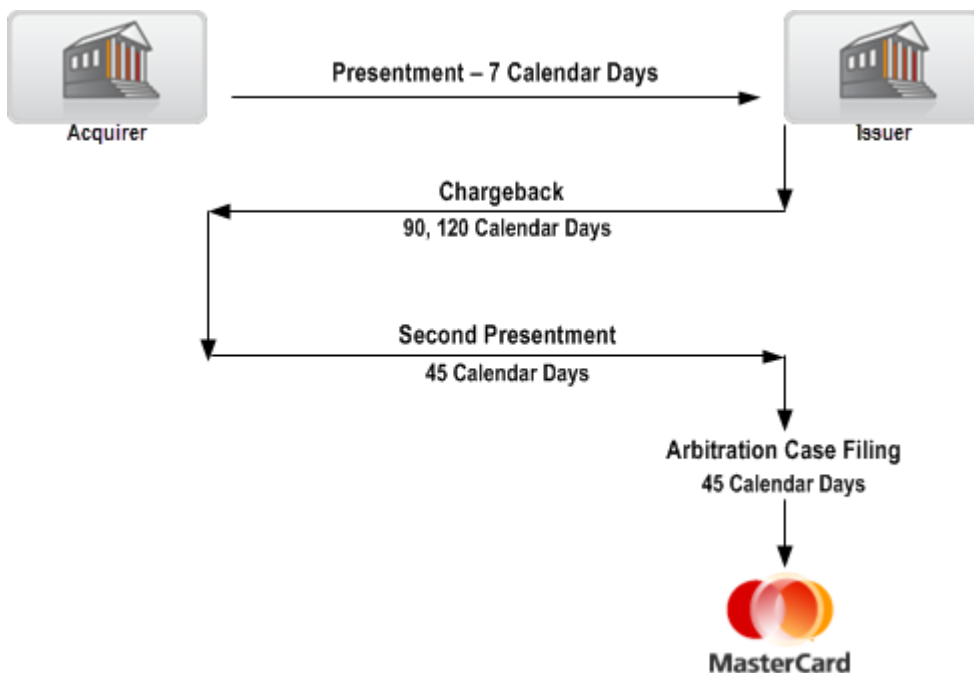 Presentment – 7 Calendar Days
Acquirer
Issuer
Chargeback
90, 120 Calendar Days
Second Presentment
45 Calendar Days
Arbitration Case Filing
45 Calendar Days
MasterCard